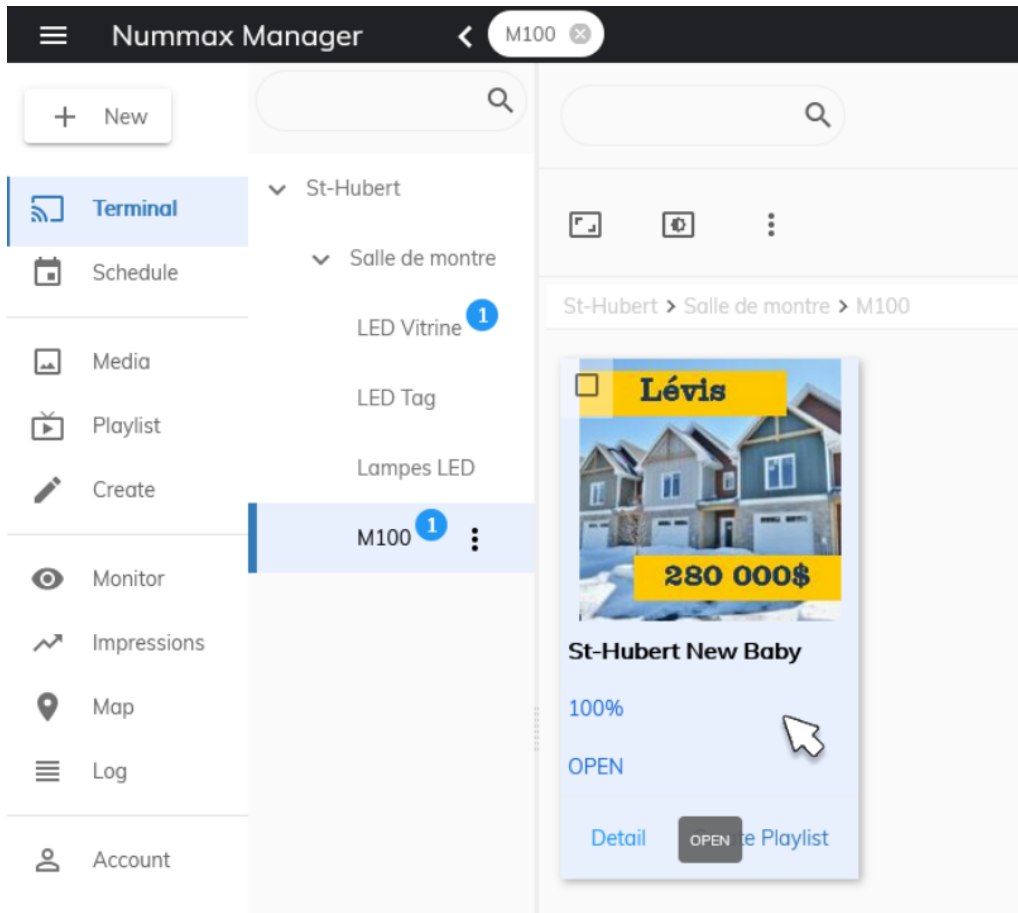 Nummax Manager
M100
New
Terminal
Schedule
Media
Playlist
Create
Monitor
Impressions
Map
Log
Account
St-Hubert
Salle de montre
LED Vitrine 1
LED Tag
Lampes LED
M100 1
St-Hubert > Salle de montre > M100
Lévis
280 000$
St-Hubert New Baby
100%
OPEN
Detail
OPEN
te Playlist